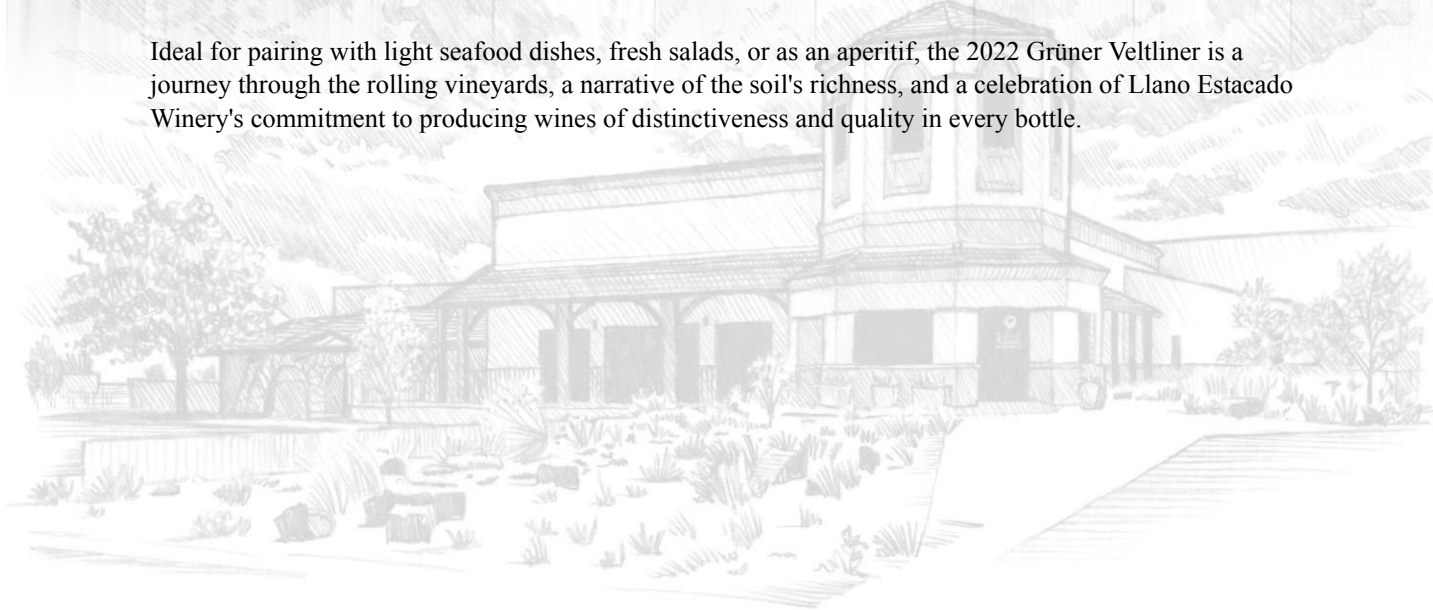 Ideal for pairing with light seafood dishes, fresh salads, or as an aperitif, the 2022 Grüner Veltliner is a
journey through the rolling vineyards, a narrative of the soil's richness, and a celebration of Llano Estacado
Winery's commitment to producing wines of distinctiveness and quality in every bottle.